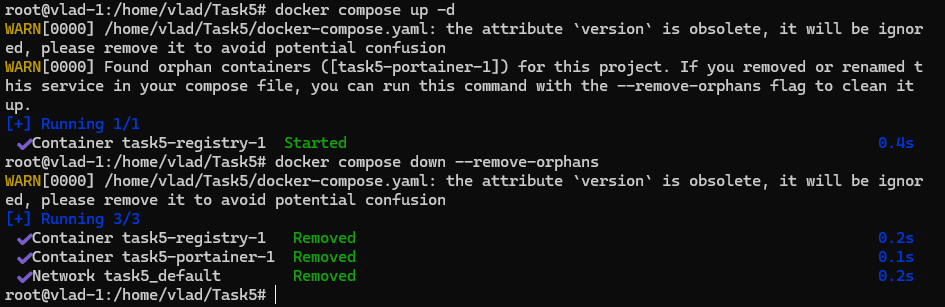 root@vlad-1:/home/vlad/Task5# docker compose up -d
WARN[0000] /home/vlad/Task5/docker-compose.yaml: the attribute `version` is obsolete, it will be ignor
ed, please remove it to avoid potential confusion
WARN[0000] Found orphan containers ([task5-portainer-1]) for this project. If you removed or renamed t
his service in your compose file, you can run this command with the --remove-orphans flag to clean it
up.
[+] Running 1/1
✔Container task5-registry-1  Started 0.4s
root@vlad-1:/home/vlad/Task5# docker compose down --remove-orphans
WARN[0000] /home/vlad/Task5/docker-compose.yaml: the attribute `version` is obsolete, it will be ignor
ed, please remove it to avoid potential confusion
[+] Running 3/3
✔Container task5-registry-1   Removed 0.2s
✔Container task5-portainer-1  Removed 0.1s
✔Network task5_default        Removed 0.2s
root@vlad-1:/home/vlad/Task5#